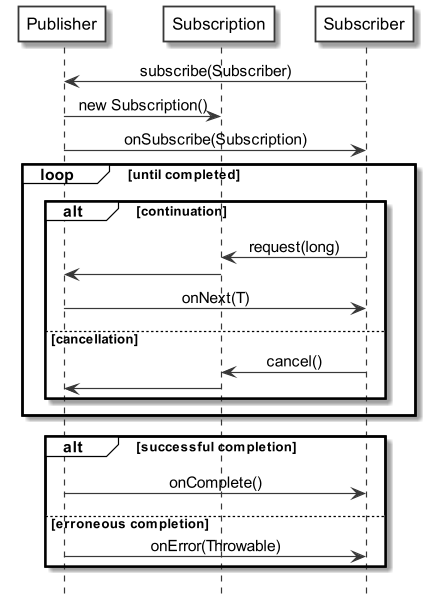 Publisher Subscription Subscriber
subscribe(Subscriber)
new Subscription()
onSubscribe(Subscription)
loop [until completed]
alt [continuation]
request(long)
onNext(T)
[cancellation]
cancel()
alt [successful completion]
onComplete()
[erroneous completion]
onError(Throwable)